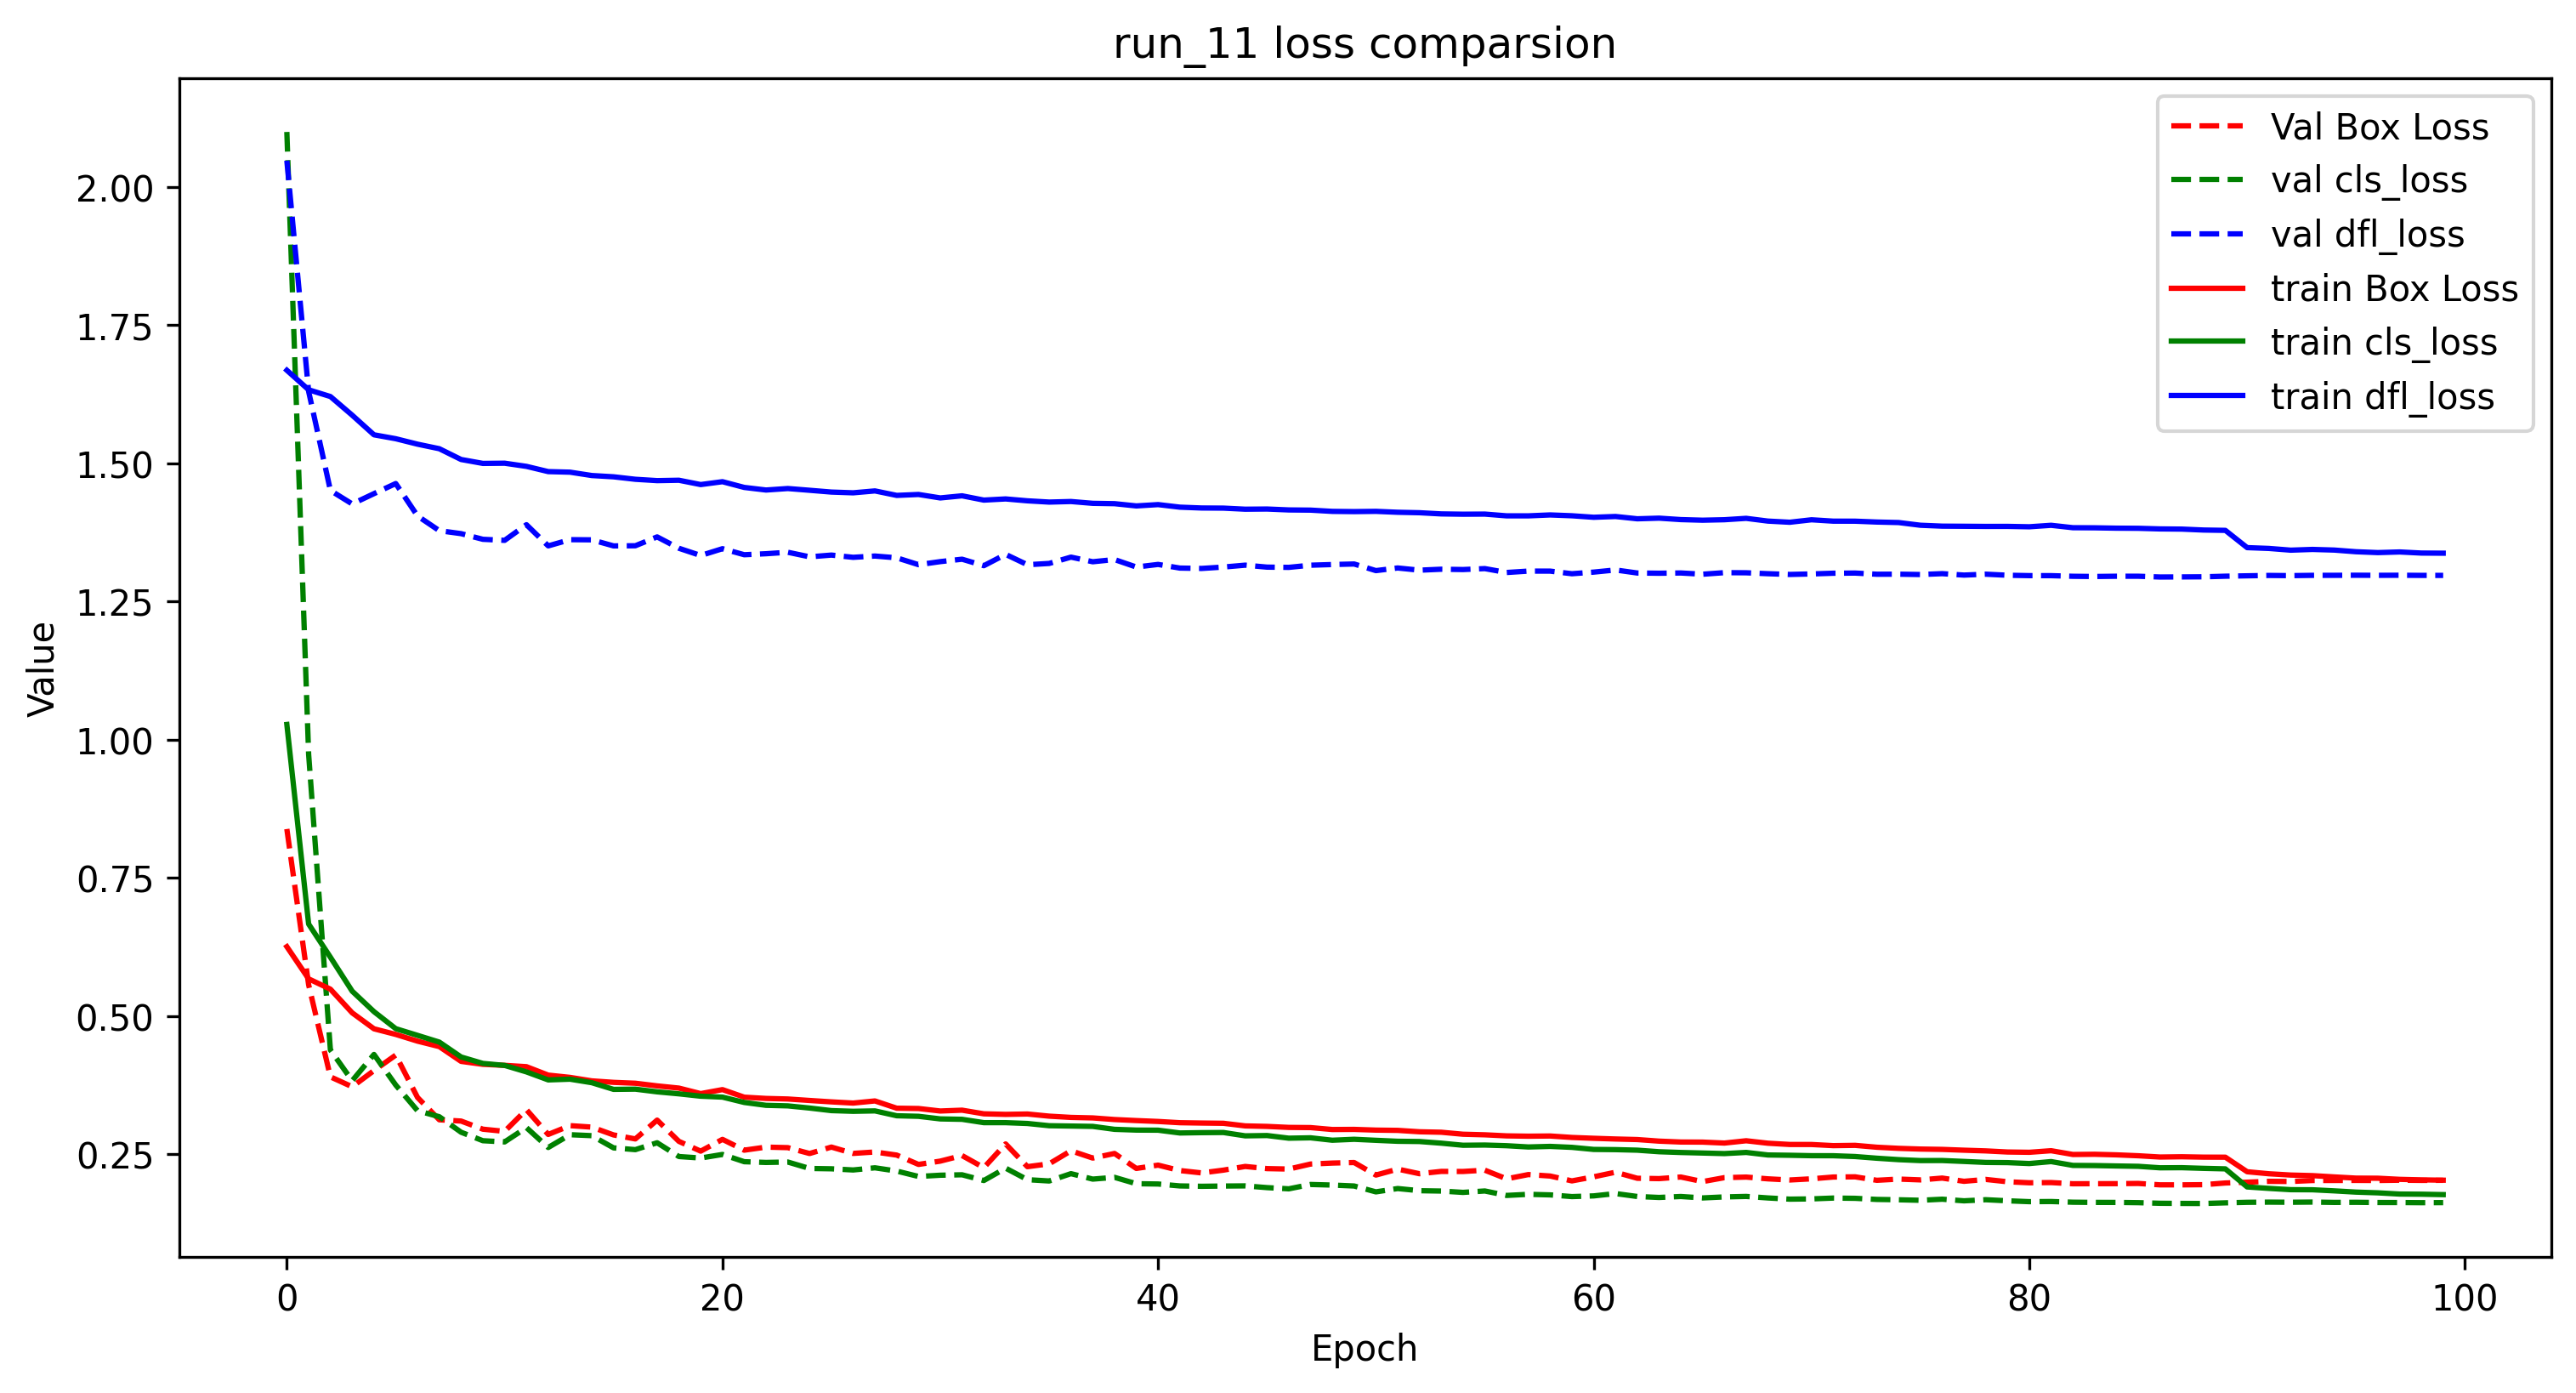 run_11 loss comparsion
Val Box Loss
val cls_loss
val dfl_loss
train Box Loss
train cls_loss
train dfl_loss
2.00
1.75
1.50
1.25
1.00
0.75
0.50
0.25
Value
0 20 40 60 80 100
Epoch